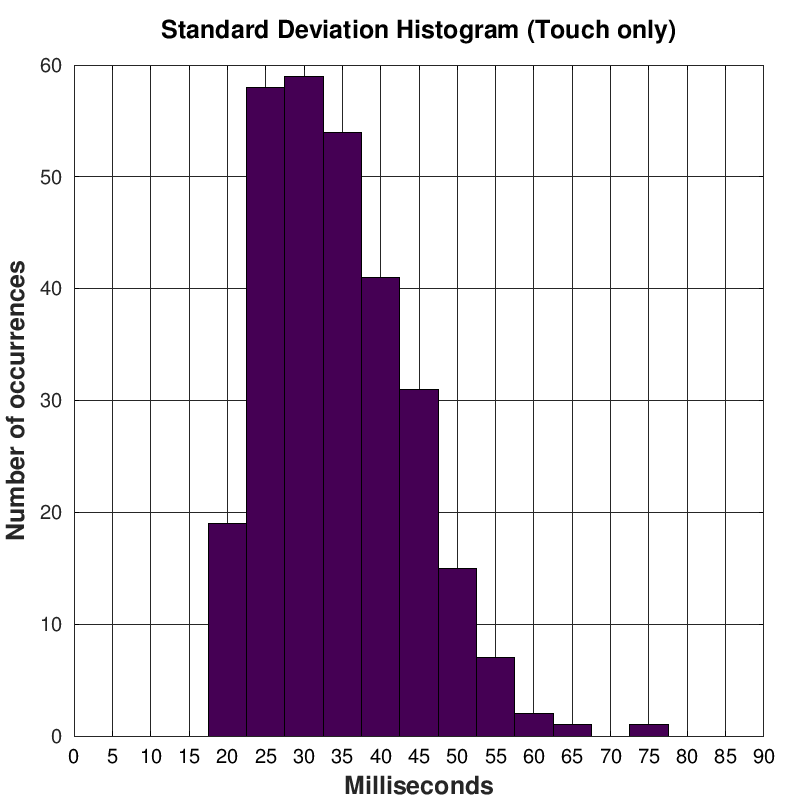 Standard Deviation Histogram (Touch only)
60
50
40
30
20
10
0
Number of occurrences
0 5 10 15 20 25 30 35 40 45 50 55 60 65 70 75 80 85 90
Milliseconds